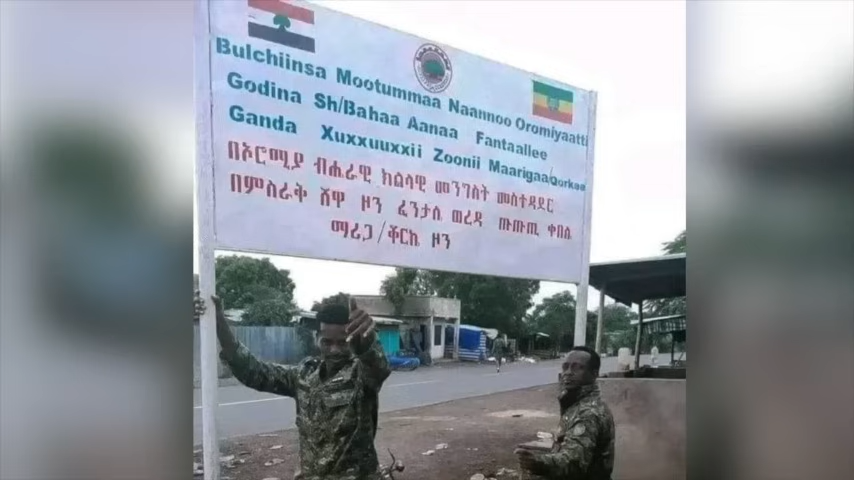 Bulchiinsa Mootummaa Naannoo Oromiyaatti
Godina Sh/Bahaa Aanaa Fantaallee
Ganda Xuxxuuxxii Zoonii Maarigaa/Qorkee
በኦሮሚያ ብሔራዊ ክልላዊ መንግስት መስተዳደር
በምስራቅ ሸዋ ዞን ፈንታሌ ወረዳ ጡጡጢ ቀበሌ
ማሪጋ/ቆርኬ ዞን